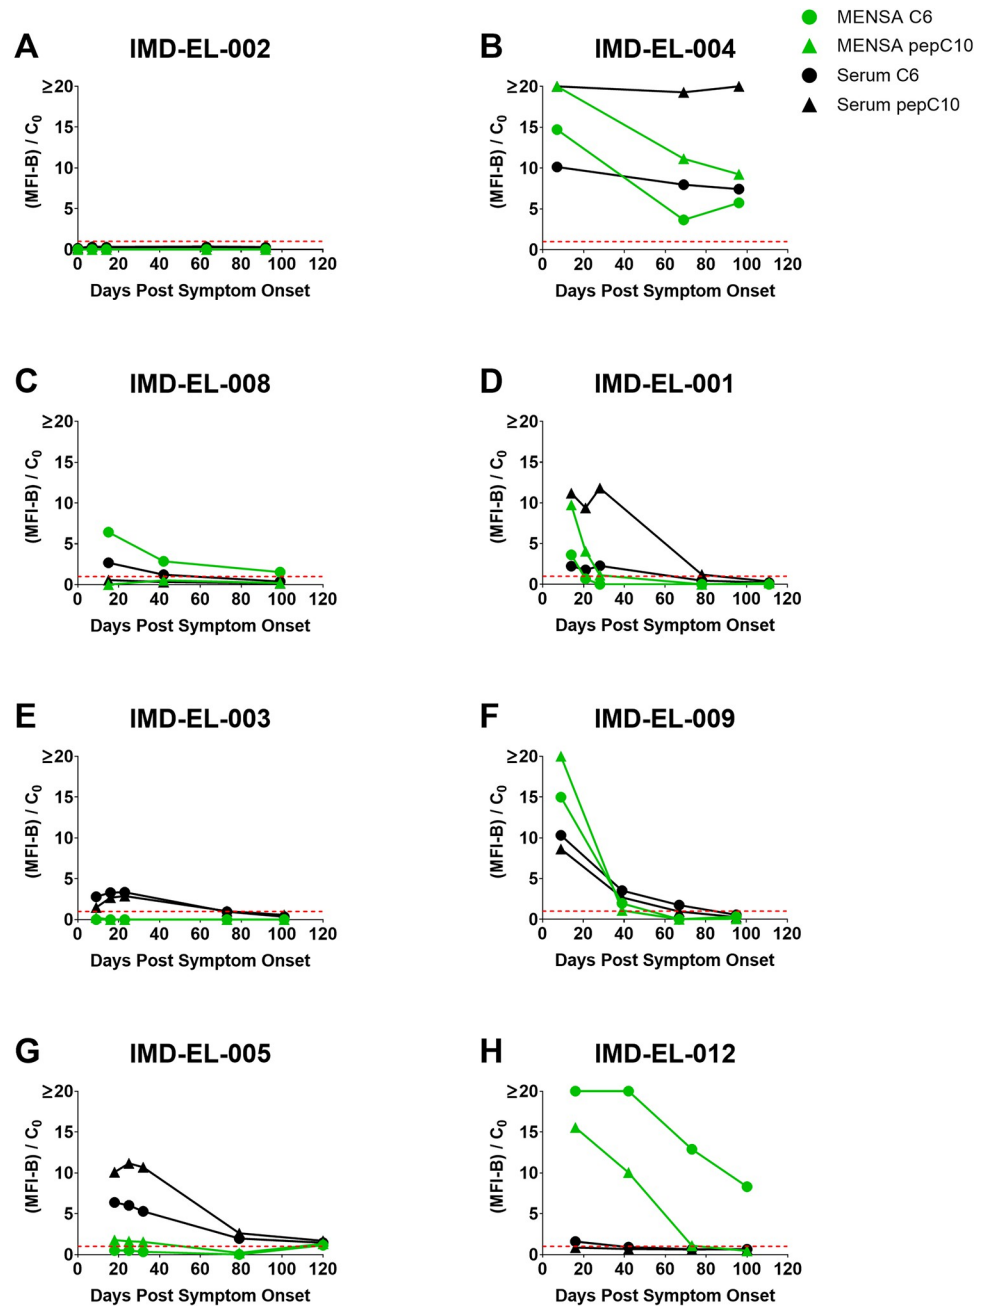 MENSA C6
MENSA pepC10
Serum C6
Serum pepC10
A IMD-EL-002
≥20
15
10
5
0
(MFI-B) / C0
0 20 40 60 80 100 120
Days Post Symptom Onset
B IMD-EL-004
≥20
15
10
5
0
(MFI-B) / C0
0 20 40 60 80 100 120
Days Post Symptom Onset
C IMD-EL-008
≥20
15
10
5
0
(MFI-B) / C0
0 20 40 60 80 100 120
Days Post Symptom Onset
D IMD-EL-001
≥20
15
10
5
0
(MFI-B) / C0
0 20 40 60 80 100 120
Days Post Symptom Onset
E IMD-EL-003
≥20
15
10
5
0
(MFI-B) / C0
0 20 40 60 80 100 120
Days Post Symptom Onset
F IMD-EL-009
≥20
15
10
5
0
(MFI-B) / C0
0 20 40 60 80 100 120
Days Post Symptom Onset
G IMD-EL-005
≥20
15
10
5
0
(MFI-B) / C0
0 20 40 60 80 100 120
Days Post Symptom Onset
H IMD-EL-012
≥20
15
10
5
0
(MFI-B) / C0
0 20 40 60 80 100 120
Days Post Symptom Onset